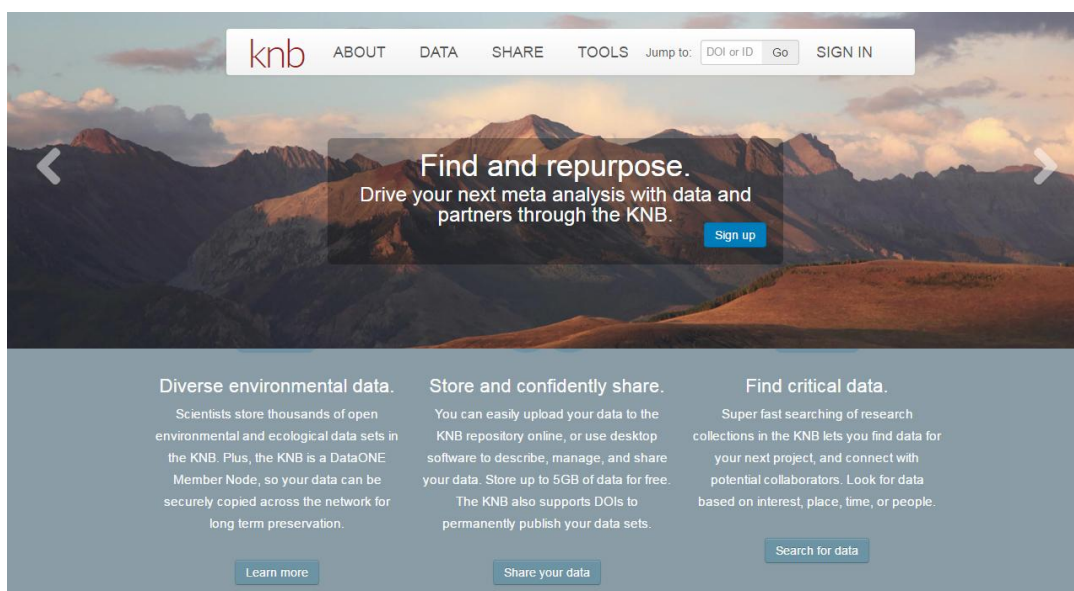 knb ABOUT DATA SHARE TOOLS Jump to: DOI or ID Go SIGN IN
Find and repurpose.
Drive your next meta analysis with data and
partners through the KNB.
Sign up
Diverse environmental data.
Scientists store thousands of open
environmental and ecological data sets in
the KNB. Plus, the KNB is a DataONE
Member Node, so your data can be
securely copied across the network for
long term preservation.
Learn more
Store and confidently share.
You can easily upload your data to the
KNB repository online, or use desktop
software to describe, manage, and share
your data. Store up to 5GB of data for free.
The KNB also supports DOIs to
permanently publish your data sets.
Share your data
Find critical data.
Super fast searching of research
collections in the KNB lets you find data for
your next project, and connect with
potential collaborators. Look for data
based on interest, place, time, or people.
Search for data